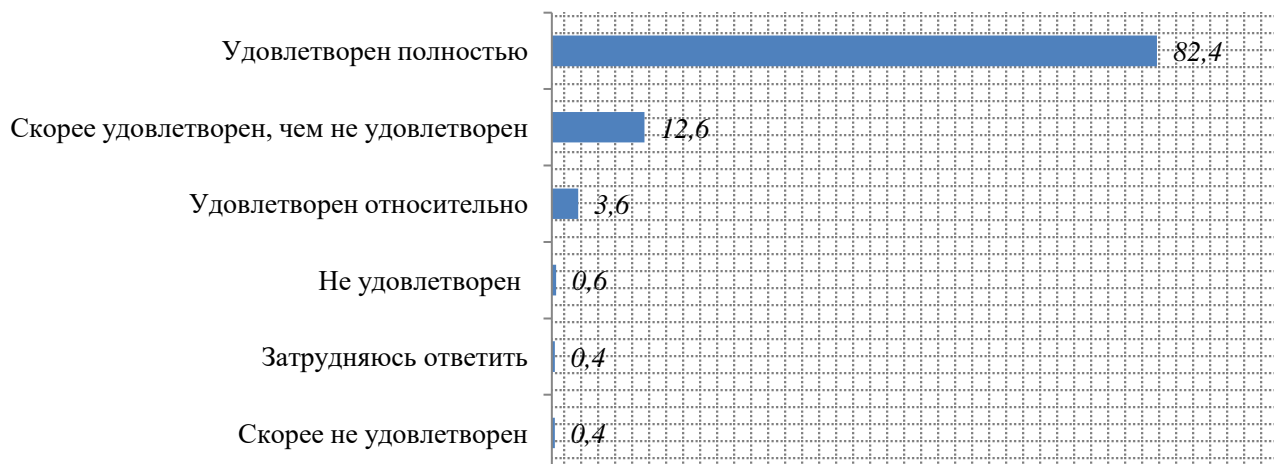 Удовлетворен полностью 82,4
Скорее удовлетворен, чем не удовлетворен 12,6
Удовлетворен относительно 3,6
Не удовлетворен 0,6
Затрудняюсь ответить 0,4
Скорее не удовлетворен 0,4